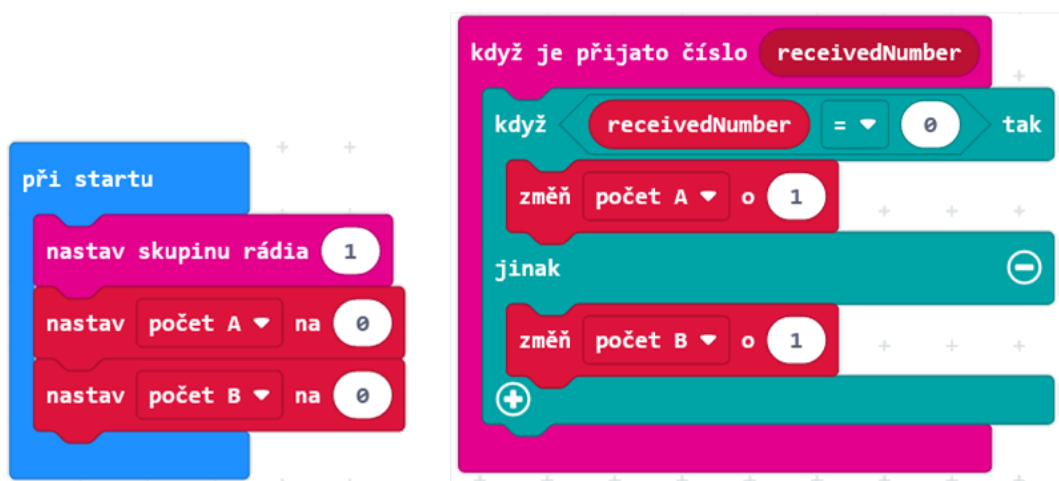 při startu
nastav skupinu rádia 1
nastav počet A na 0
nastav počet B na 0
když je přijato číslo receivedNumber
když receivedNumber = 0 tak
změň počet A o 1
jinak
změň počet B o 1